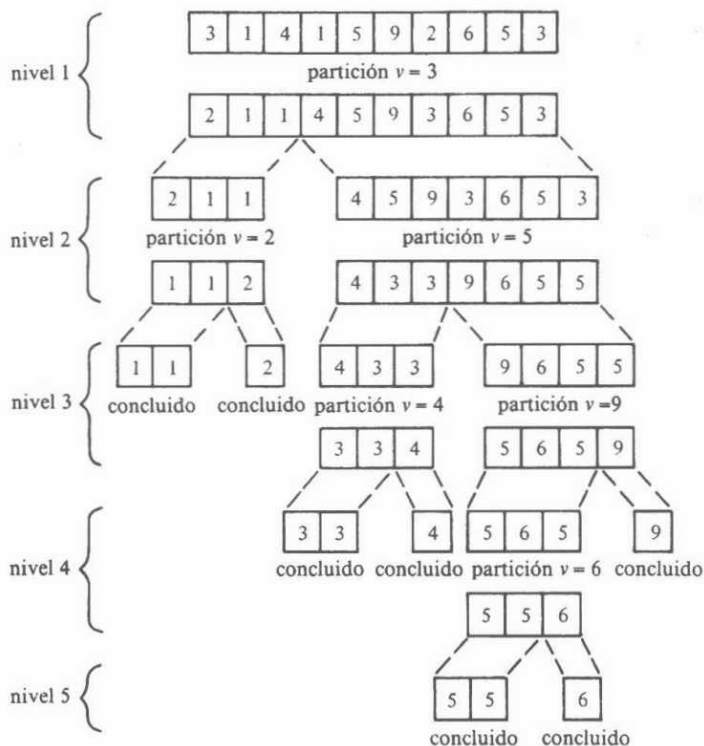 3 1 4 1 5 9 2 6 5 3
nivel 1
partición v = 3
2 1 1 4 5 9 3 6 5 3
2 1 1 4 5 9 3 6 5 3
nivel 2
partición v = 2 partición v = 5
1 1 2 4 3 3 9 6 5 5
1 1 2 4 3 3 9 6 5 5
nivel 3
concluido concluido partición v = 4 partición v =9
3 3 4 5 6 5 9
3 3 4 5 6 5 9
nivel 4
concluido concluido partición v = 6 concluido
5 5 6
nivel 5
5 5 6
concluido concluido